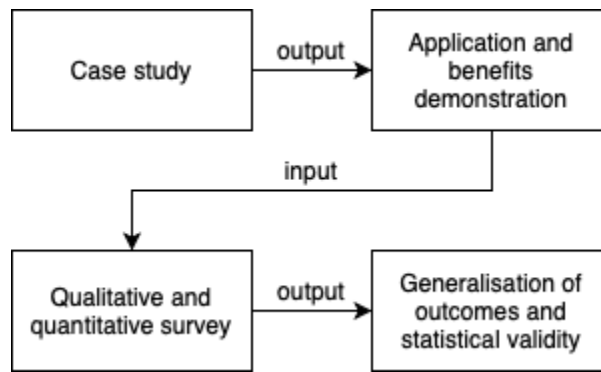 Case study
output
Application and
benefits
demonstration
input
Qualitative and
quantitative survey
output
Generalisation of
outcomes and
statistical validity